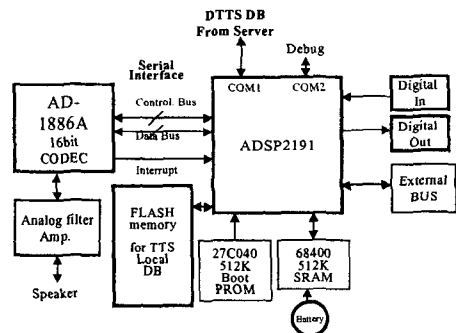 DTTS DB
From Server
Serial
Interface
Debug
COM1
COM2
AD-
1886A
16bit
CODEC
Control. Bus
Data Bus
Interrupt
ADSP2191
Digital
In
Digital
Out
External
BUS
Analog filter
Amp.
Speaker
FLASH
memory
for TTS
Local
DB
27C040
512K
Boot
PROM
68400
512K
SRAM
Battery